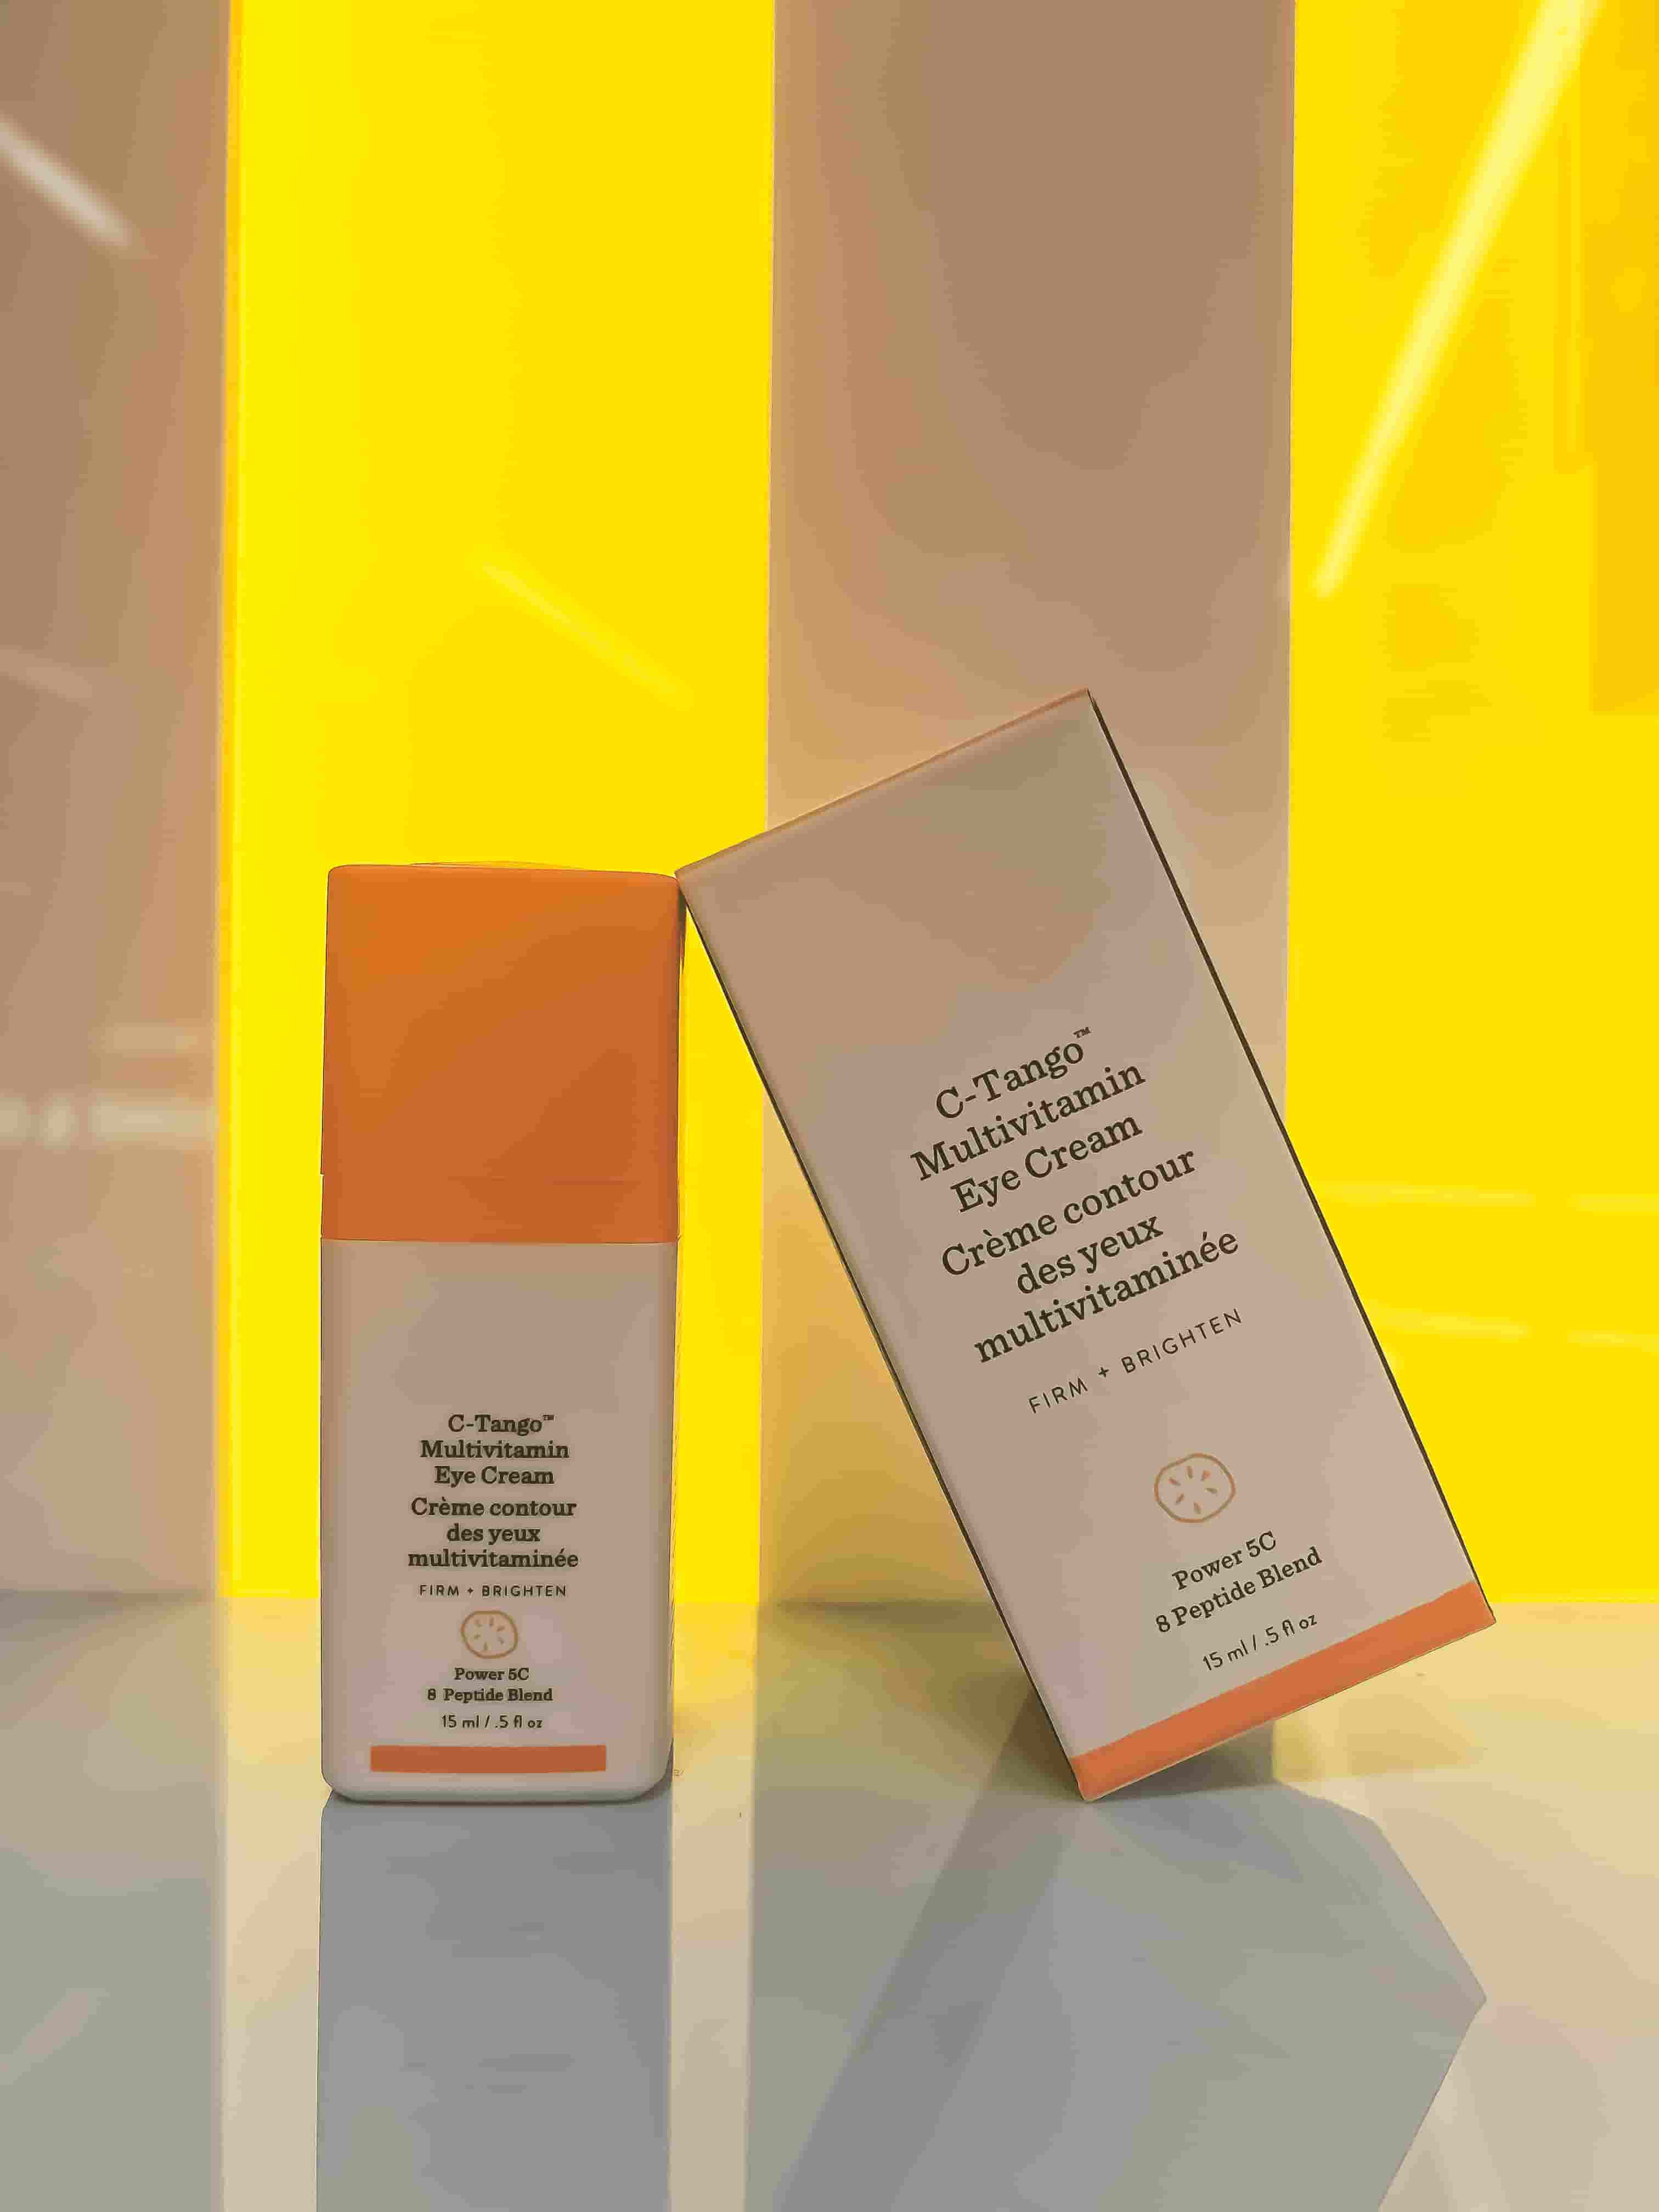 C-Tango™
Multivitamin
Eye Cream
Crème contour
des yeux
multivitaminée
FIRM + BRIGHTEN
Power 5C
8 Peptide Blend
15 ml / .5 fl oz
C-Tango™
Multivitamin
Eye Cream
Crème contour
des yeux
multivitaminée
FIRM + BRIGHTEN
Power 5C
8 Peptide Blend
15 ml / .5 fl oz